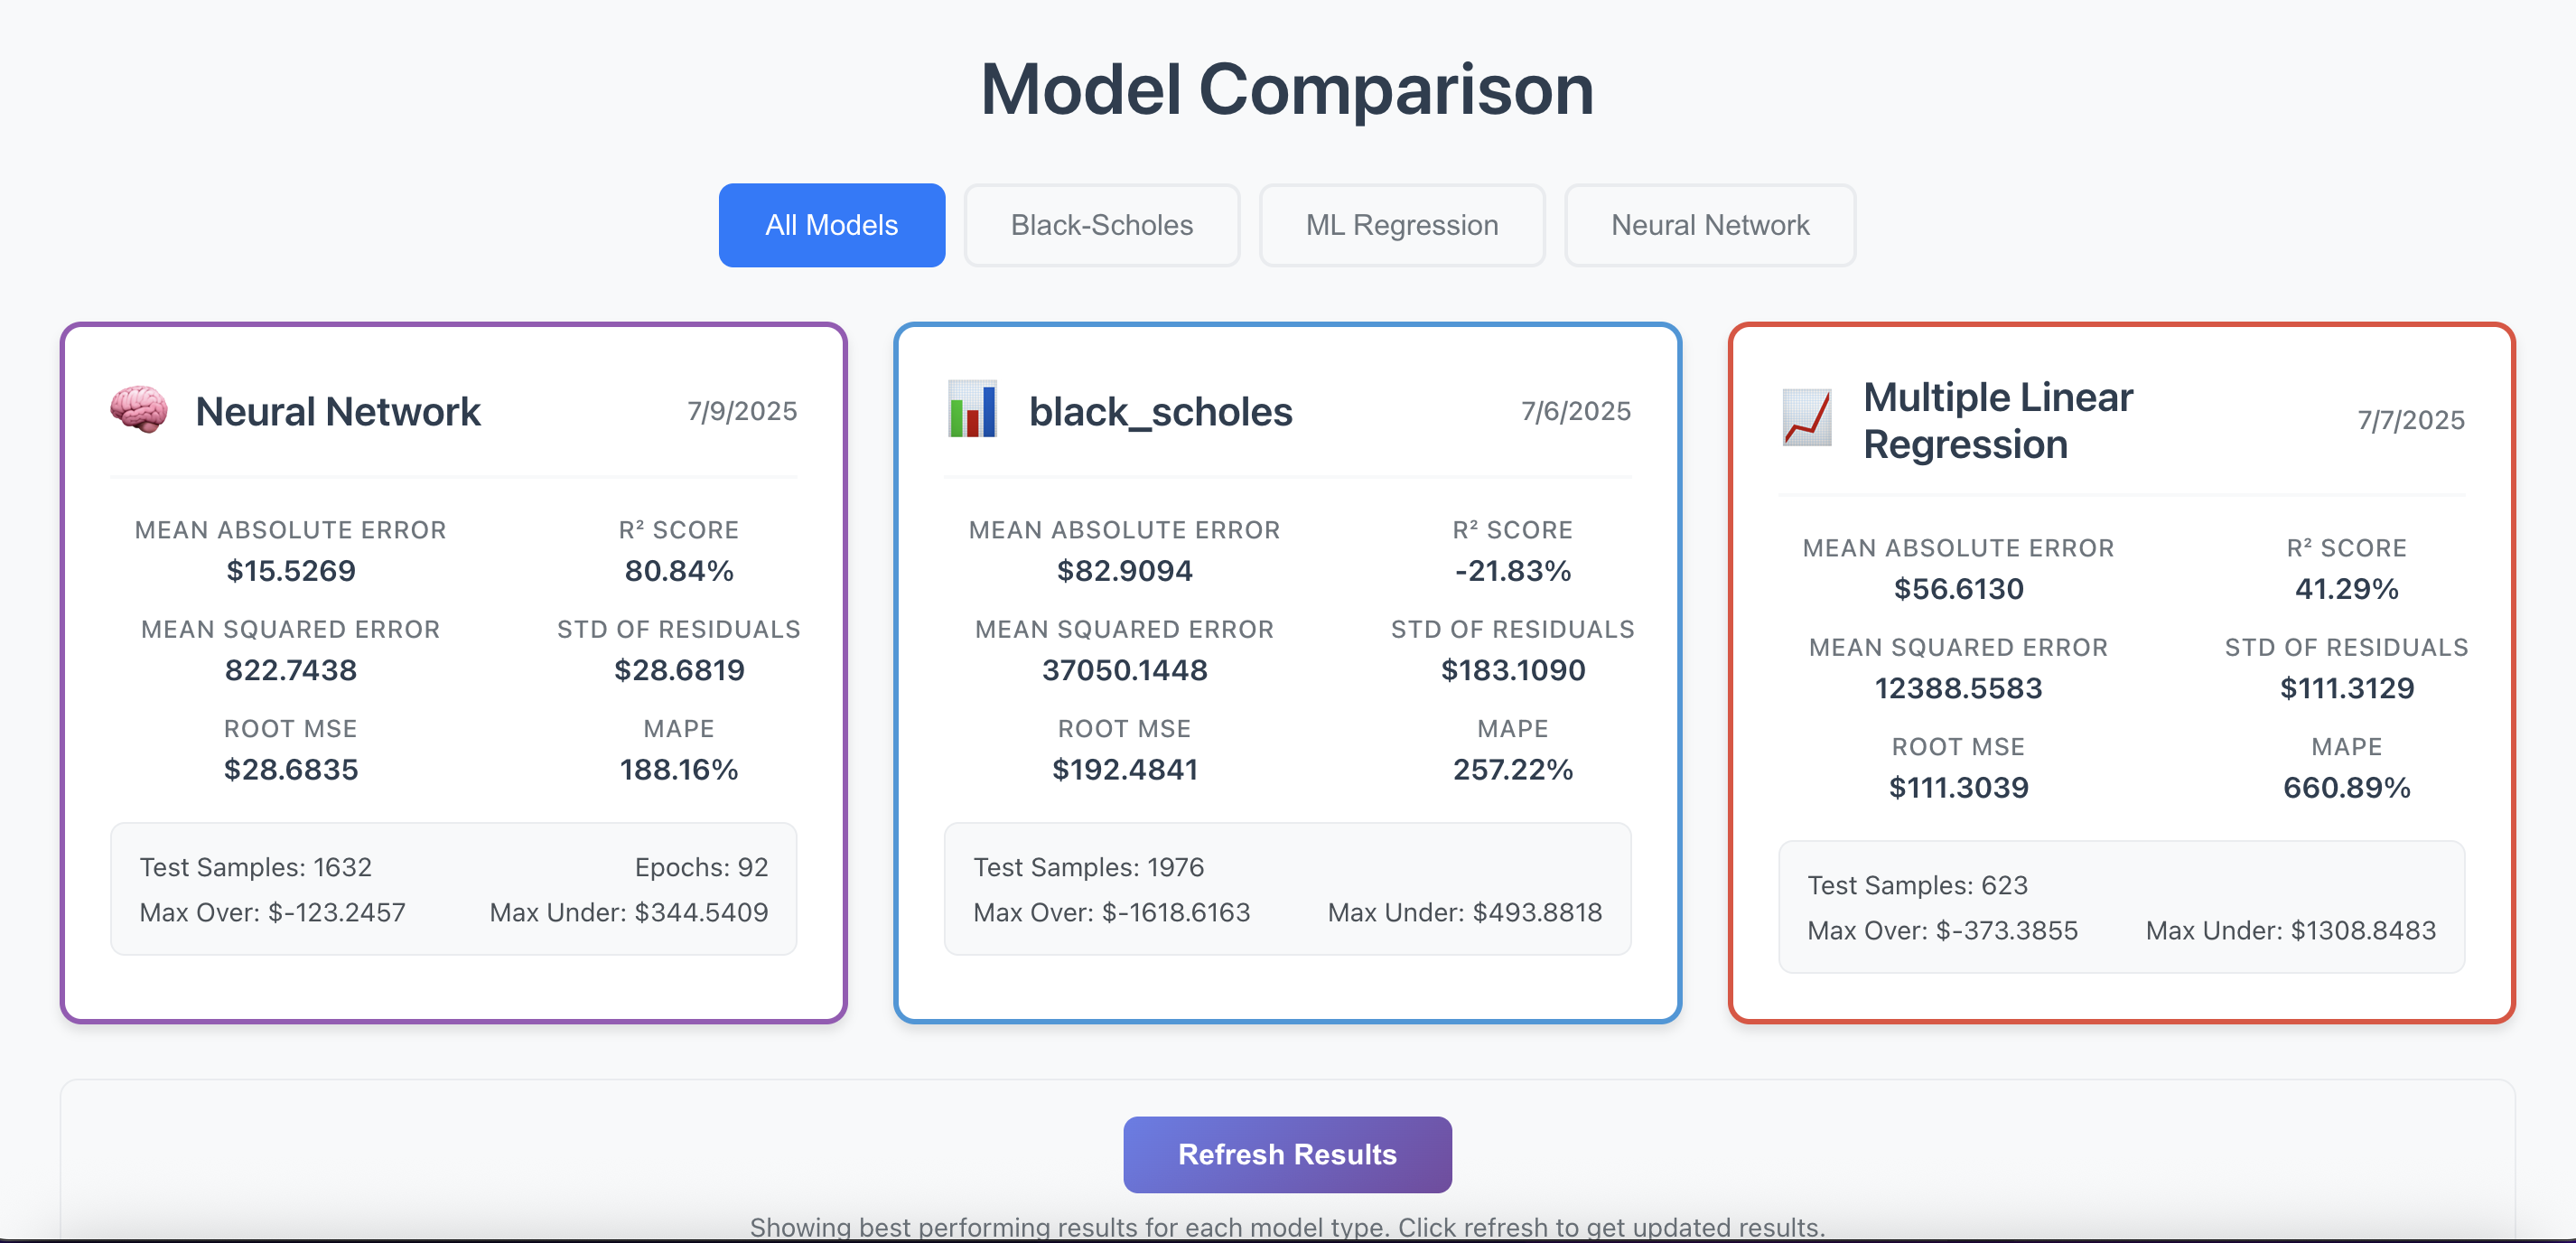 Model Comparison
All Models
Black-Scholes
ML Regression
Neural Network
Neural Network
7/9/2025
MEAN ABSOLUTE ERROR
$15.5269
R² SCORE
80.84%
MEAN SQUARED ERROR
822.7438
STD OF RESIDUALS
$28.6819
ROOT MSE
$28.6835
MAPE
188.16%
Test Samples: 1632
Epochs: 92
Max Over: $-123.2457
Max Under: $344.5409
black_scholes
7/6/2025
MEAN ABSOLUTE ERROR
$82.9094
R² SCORE
-21.83%
MEAN SQUARED ERROR
37050.1448
STD OF RESIDUALS
$183.1090
ROOT MSE
$192.4841
MAPE
257.22%
Test Samples: 1976
Max Over: $-1618.6163
Max Under: $493.8818
Multiple Linear
Regression
7/7/2025
MEAN ABSOLUTE ERROR
$56.6130
R² SCORE
41.29%
MEAN SQUARED ERROR
12388.5583
STD OF RESIDUALS
$111.3129
ROOT MSE
$111.3039
MAPE
660.89%
Test Samples: 623
Max Over: $-373.3855
Max Under: $1308.8483
Refresh Results
Showing best performing results for each model type. Click refresh to get updated results.